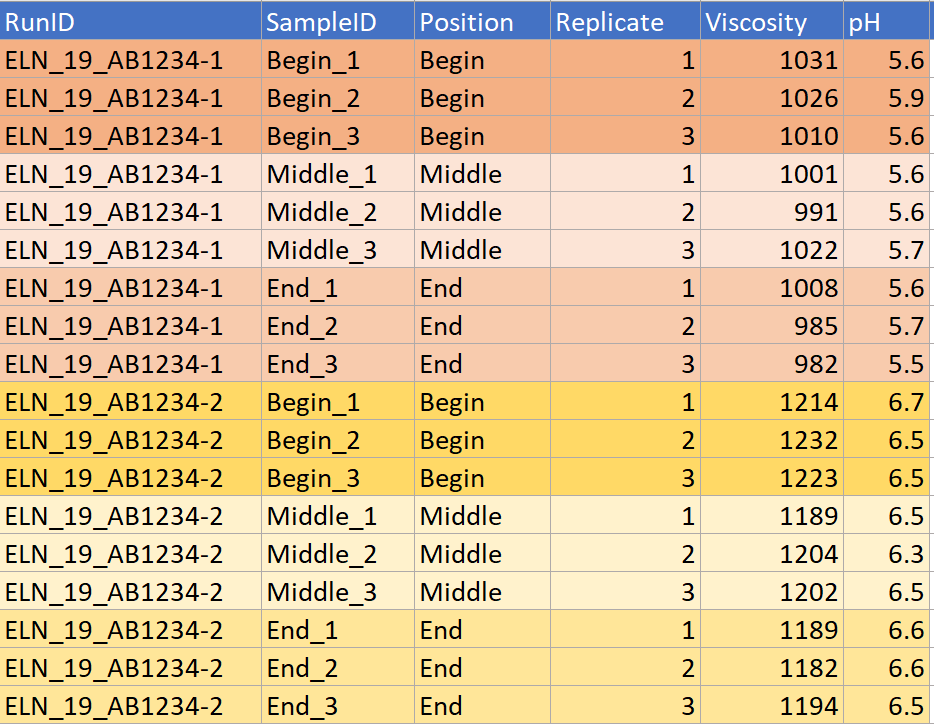 RunID SampleID Position Replicate Viscosity pH
ELN_19_AB1234-1 Begin_1 Begin 1 1031 5.6
ELN_19_AB1234-1 Begin_2 Begin 2 1026 5.9
ELN_19_AB1234-1 Begin_3 Begin 3 1010 5.6
ELN_19_AB1234-1 Middle_1 Middle 1 1001 5.6
ELN_19_AB1234-1 Middle_2 Middle 2 991 5.6
ELN_19_AB1234-1 Middle_3 Middle 3 1022 5.7
ELN_19_AB1234-1 End_1 End 1 1008 5.6
ELN_19_AB1234-1 End_2 End 2 985 5.7
ELN_19_AB1234-1 End_3 End 3 982 5.5
ELN_19_AB1234-2 Begin_1 Begin 1 1214 6.7
ELN_19_AB1234-2 Begin_2 Begin 2 1232 6.5
ELN_19_AB1234-2 Begin_3 Begin 3 1223 6.5
ELN_19_AB1234-2 Middle_1 Middle 1 1189 6.5
ELN_19_AB1234-2 Middle_2 Middle 2 1204 6.3
ELN_19_AB1234-2 Middle_3 Middle 3 1202 6.5
ELN_19_AB1234-2 End_1 End 1 1189 6.6
ELN_19_AB1234-2 End_2 End 2 1182 6.6
ELN_19_AB1234-2 End_3 End 3 1194 6.5